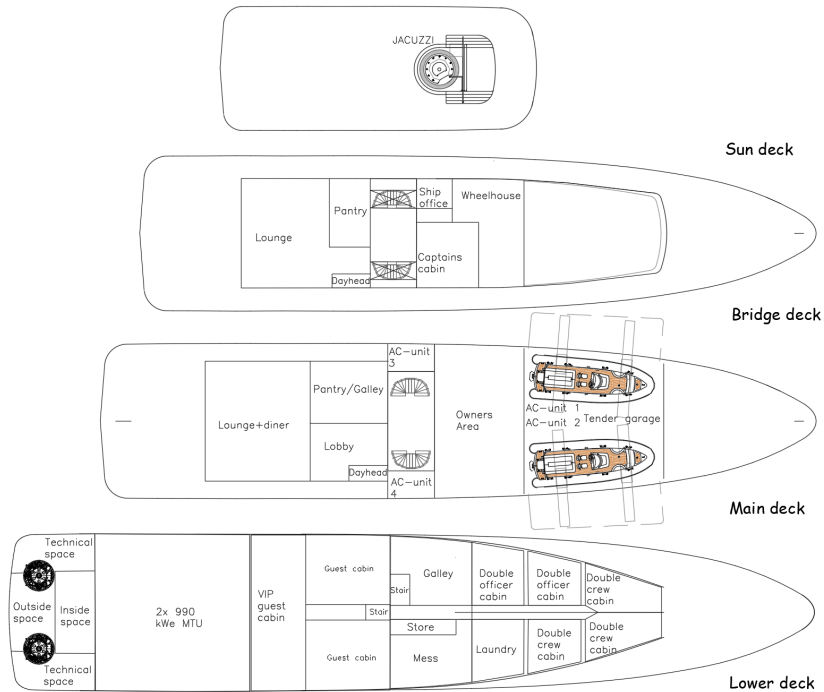 JACUZZI
Sun deck
Lounge
Pantry
Dayhead
Ship
office
Wheelhouse
Captains
cabin
Bridge deck
AC-unit
3
Pantry/Galley
Lounge+diner
Lobby
Dayhead
AC-unit
4
Owners
Area
AC-unit 1
AC-unit 2
Tender garage
Main deck
Technical
space
Outside
space
Inside
space
Technical
space
2x 990
kWe MTU
VIP
guest
cabin
Guest cabin
Stair
Guest cabin
Stair
Galley
Store
Mess
Double
officer
cabin
Laundry
Double
officer
cabin
Double
crew
cabin
Double
crew
cabin
Double
crew
cabin
Lower deck